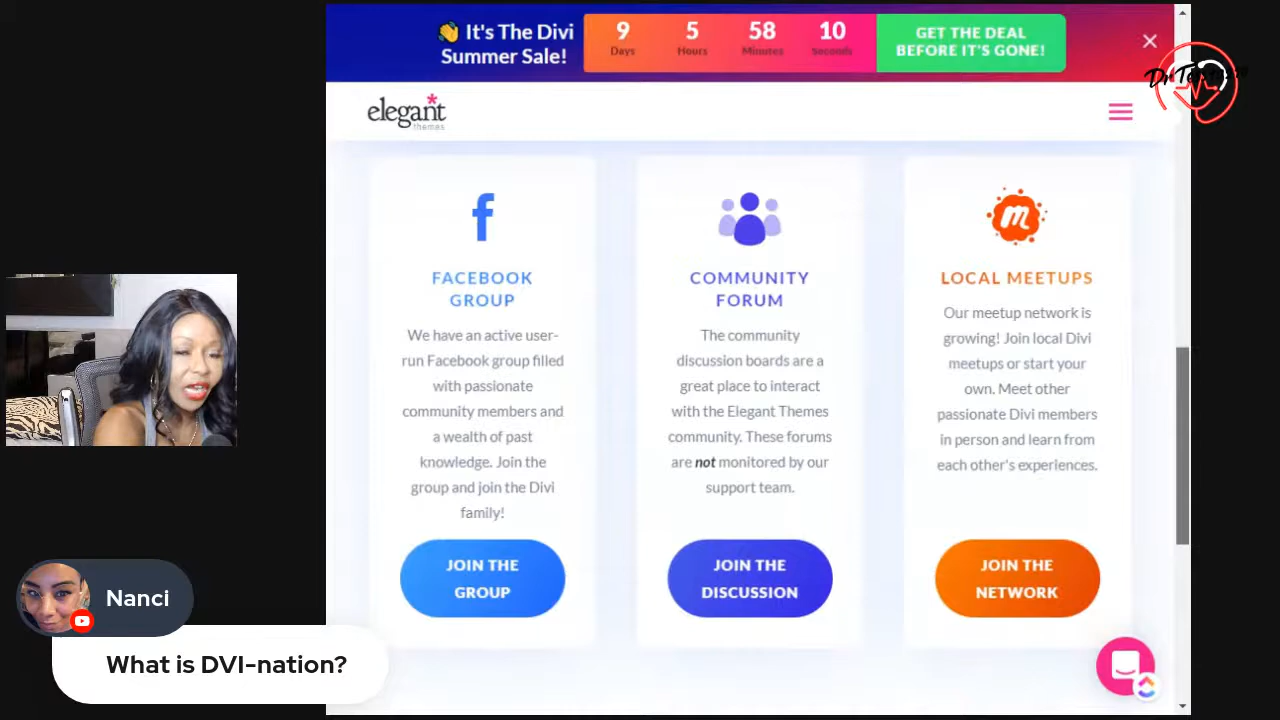 👋 It's The Divi
Summer Sale!
9
Days
5
Hours
58
Minutes
10
Seconds
GET THE DEAL
BEFORE IT'S GONE!
elegant
themes
FACEBOOK
GROUP
We have an active user-
run Facebook group filled
with passionate
community members and
a wealth of past
knowledge. Join the
group and join the Divi
family!
JOIN THE
GROUP
COMMUNITY
FORUM
The community
discussion boards are a
great place to interact
with the Elegant Themes
community. These forums
are not monitored by our
support team.
JOIN THE
DISCUSSION
LOCAL MEETUPS
Our meetup network is
growing! Join local Divi
meetups or start your
own. Meet other
passionate Divi members
in person and learn from
each other's experiences.
JOIN THE
NETWORK
Nanci
What is DVI-nation?